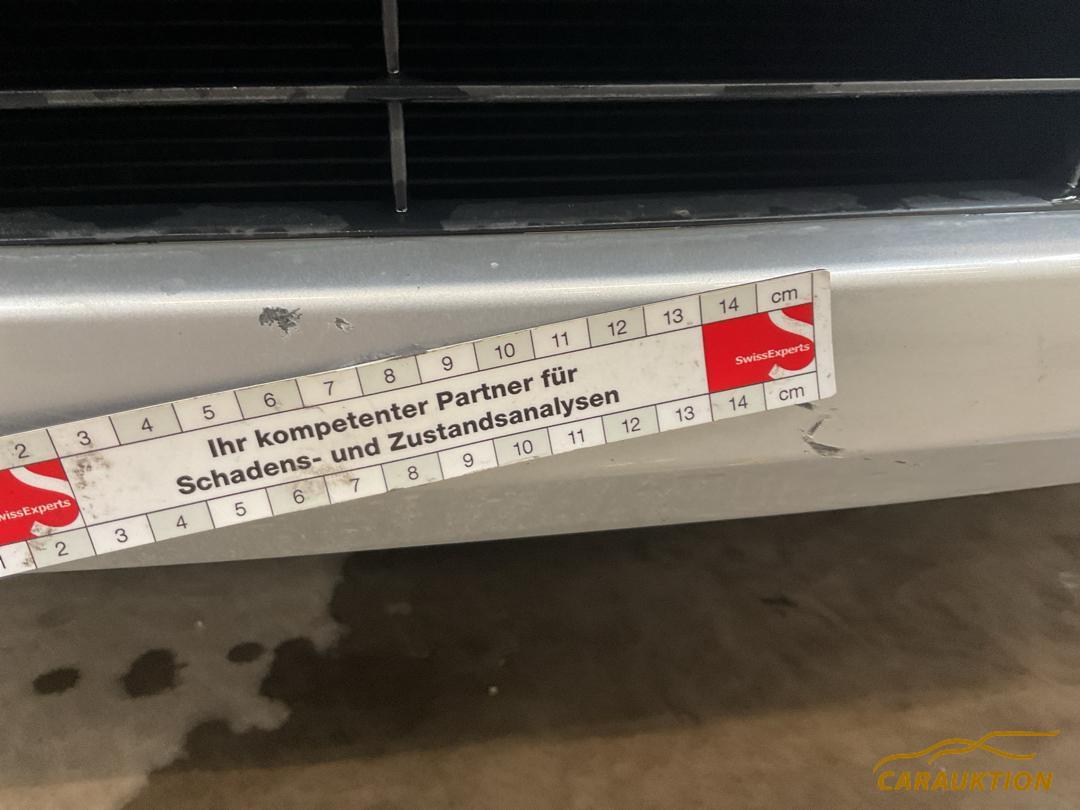 2 3 4 5 6 7 8 9 10 11 12 13 14 cm
SwissExperts
Ihr kompetenter Partner für
Schadens- und Zustandsanalysen
wissExperts
1 2 3 4 5 6 7 8 9 10 11 12 13 14 cm
CARAUKTION